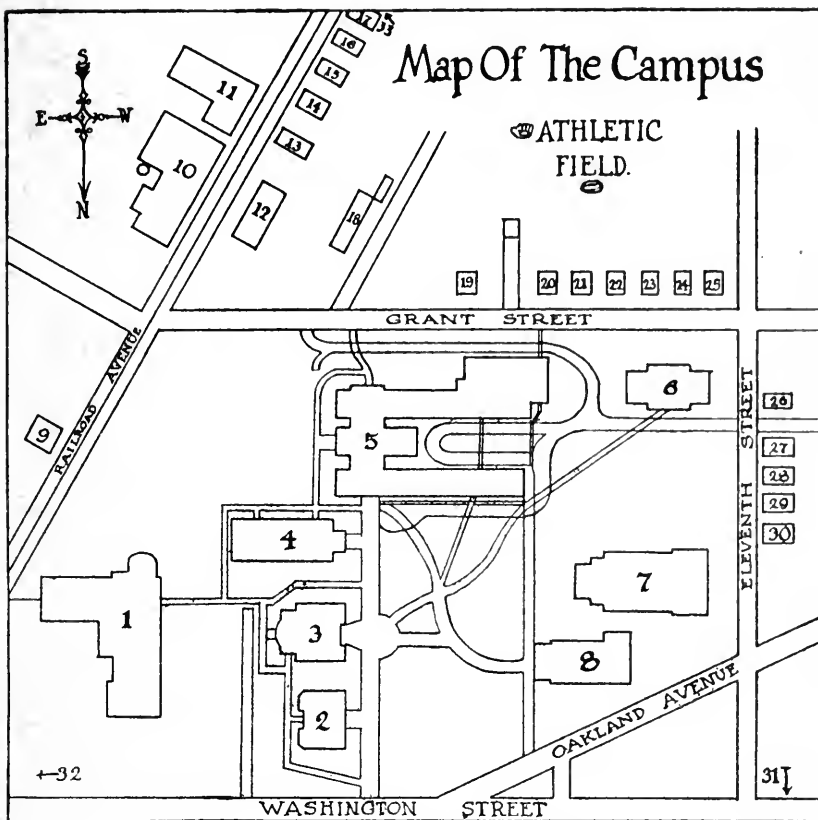 Map Of The Campus
S
E W
N
ATHLETIC
FIELD.
17 33
16
15
14
13
11
10
12
18
19 20 21 22 23 24 25
GRANT STREET
RAILROAD AVENUE
ELEVENTH STREET
9
5
6
26
27
28
29
30
4
7
1
3
8
2
OAKLAND AVENUE
←32
31↓
WASHINGTON STREET